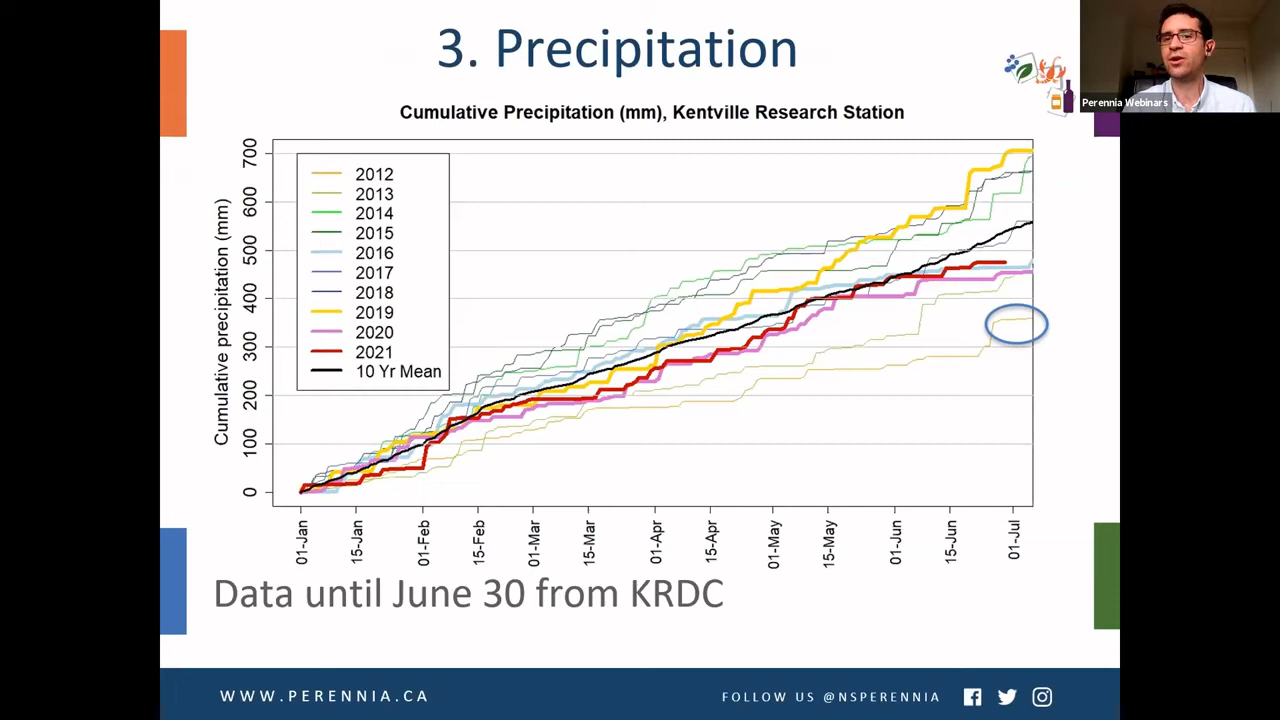 3. Precipitation
Perennia Webinars
Cumulative Precipitation (mm), Kentville Research Station
Cumulative precipitation (mm)
700
600
500
400
300
200
100
0
2012
2013
2014
2015
2016
2017
2018
2019
2020
2021
10 Yr Mean
01-Jan
15-Jan
01-Feb
15-Feb
01-Mar
15-Mar
01-Apr
15-Apr
01-May
15-May
01-Jun
15-Jun
01-Jul
Data until June 30 from KRDC
WWW.PERENNIA.CA
FOLLOW US @NSPERENNIA